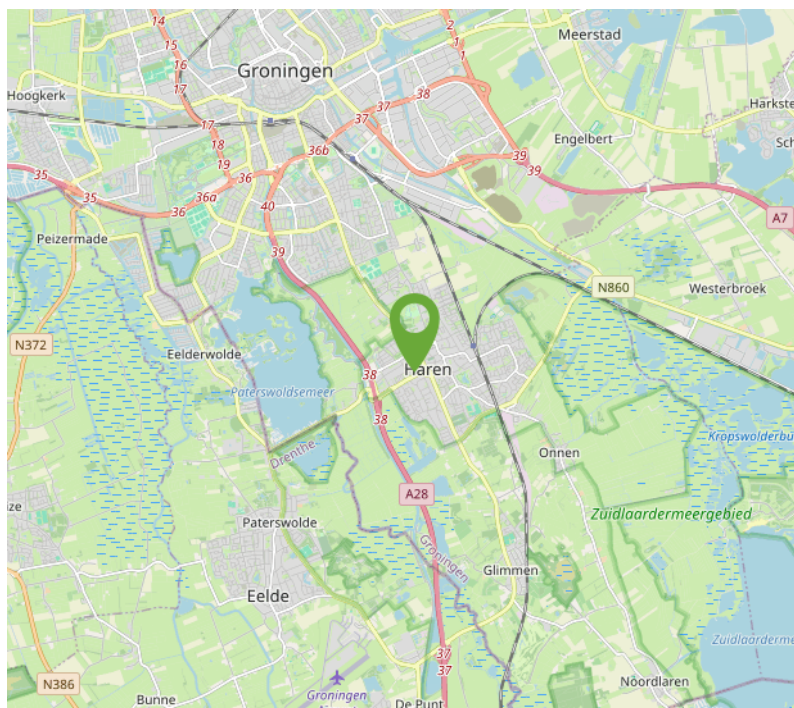 14
2
Meerstad
15
1
16
1
Groningen
17
38
Hoogkerk
37
37
Harkste
17
18
36b
Engelbert
Sch
19
39
39
35
36
35
36a
40
36
A7
39
Peizermade
N860
Westerbroek
N372
Eelderwolde
38
Haren
Paterswoldsemeer
38
Kropswolderbu
Drenthe
Onnen
A28
nze
Zuidlaardermeergebied
Paterswolde
Groningen
Glimmen
Eelde
Zuidlaarderme
37
37
N386
Noordlaren
Groningen
Bunne
De Punt